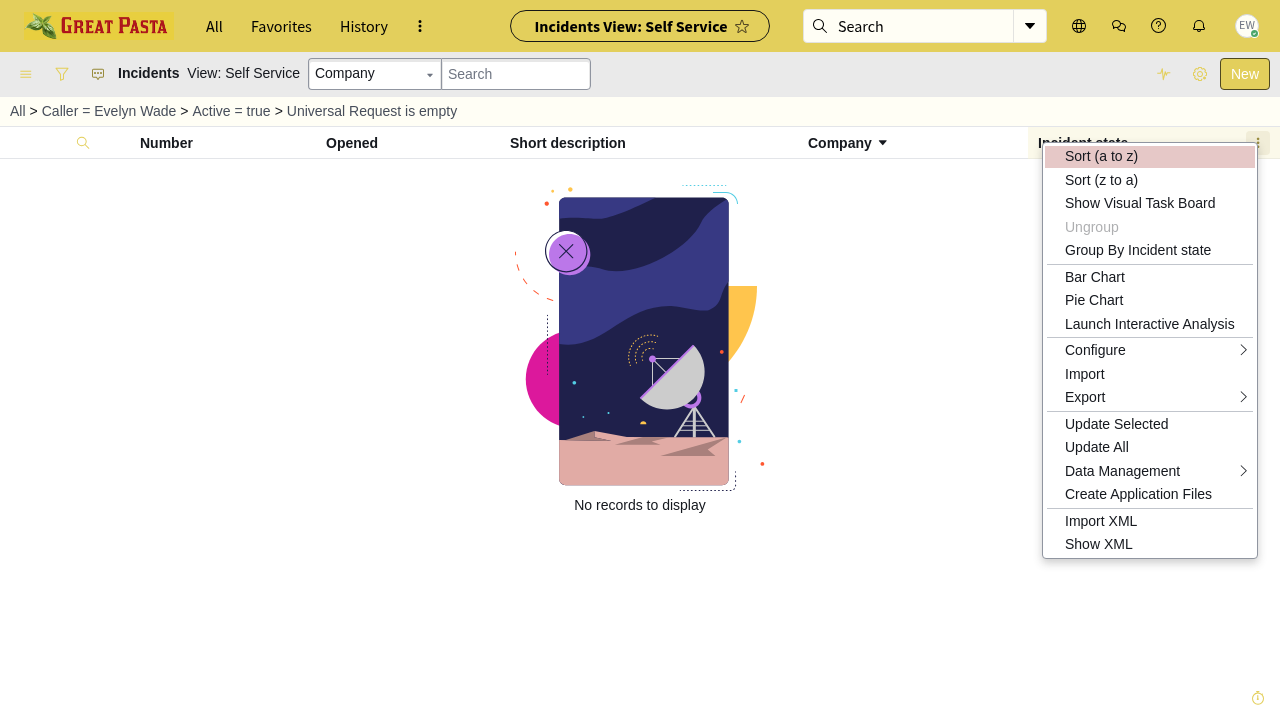 GREAT PASTA
All
Favorites
History
Incidents View: Self Service
Search
EW
Incidents
View: Self Service
Company
Search
New
All > Caller = Evelyn Wade > Active = true > Universal Request is empty
Number
Opened
Short description
Company
Incident state
Sort (a to z)
Sort (z to a)
Show Visual Task Board
Ungroup
Group By Incident state
Bar Chart
Pie Chart
Launch Interactive Analysis
Configure
Import
Export
Update Selected
Update All
Data Management
Create Application Files
Import XML
Show XML
No records to display